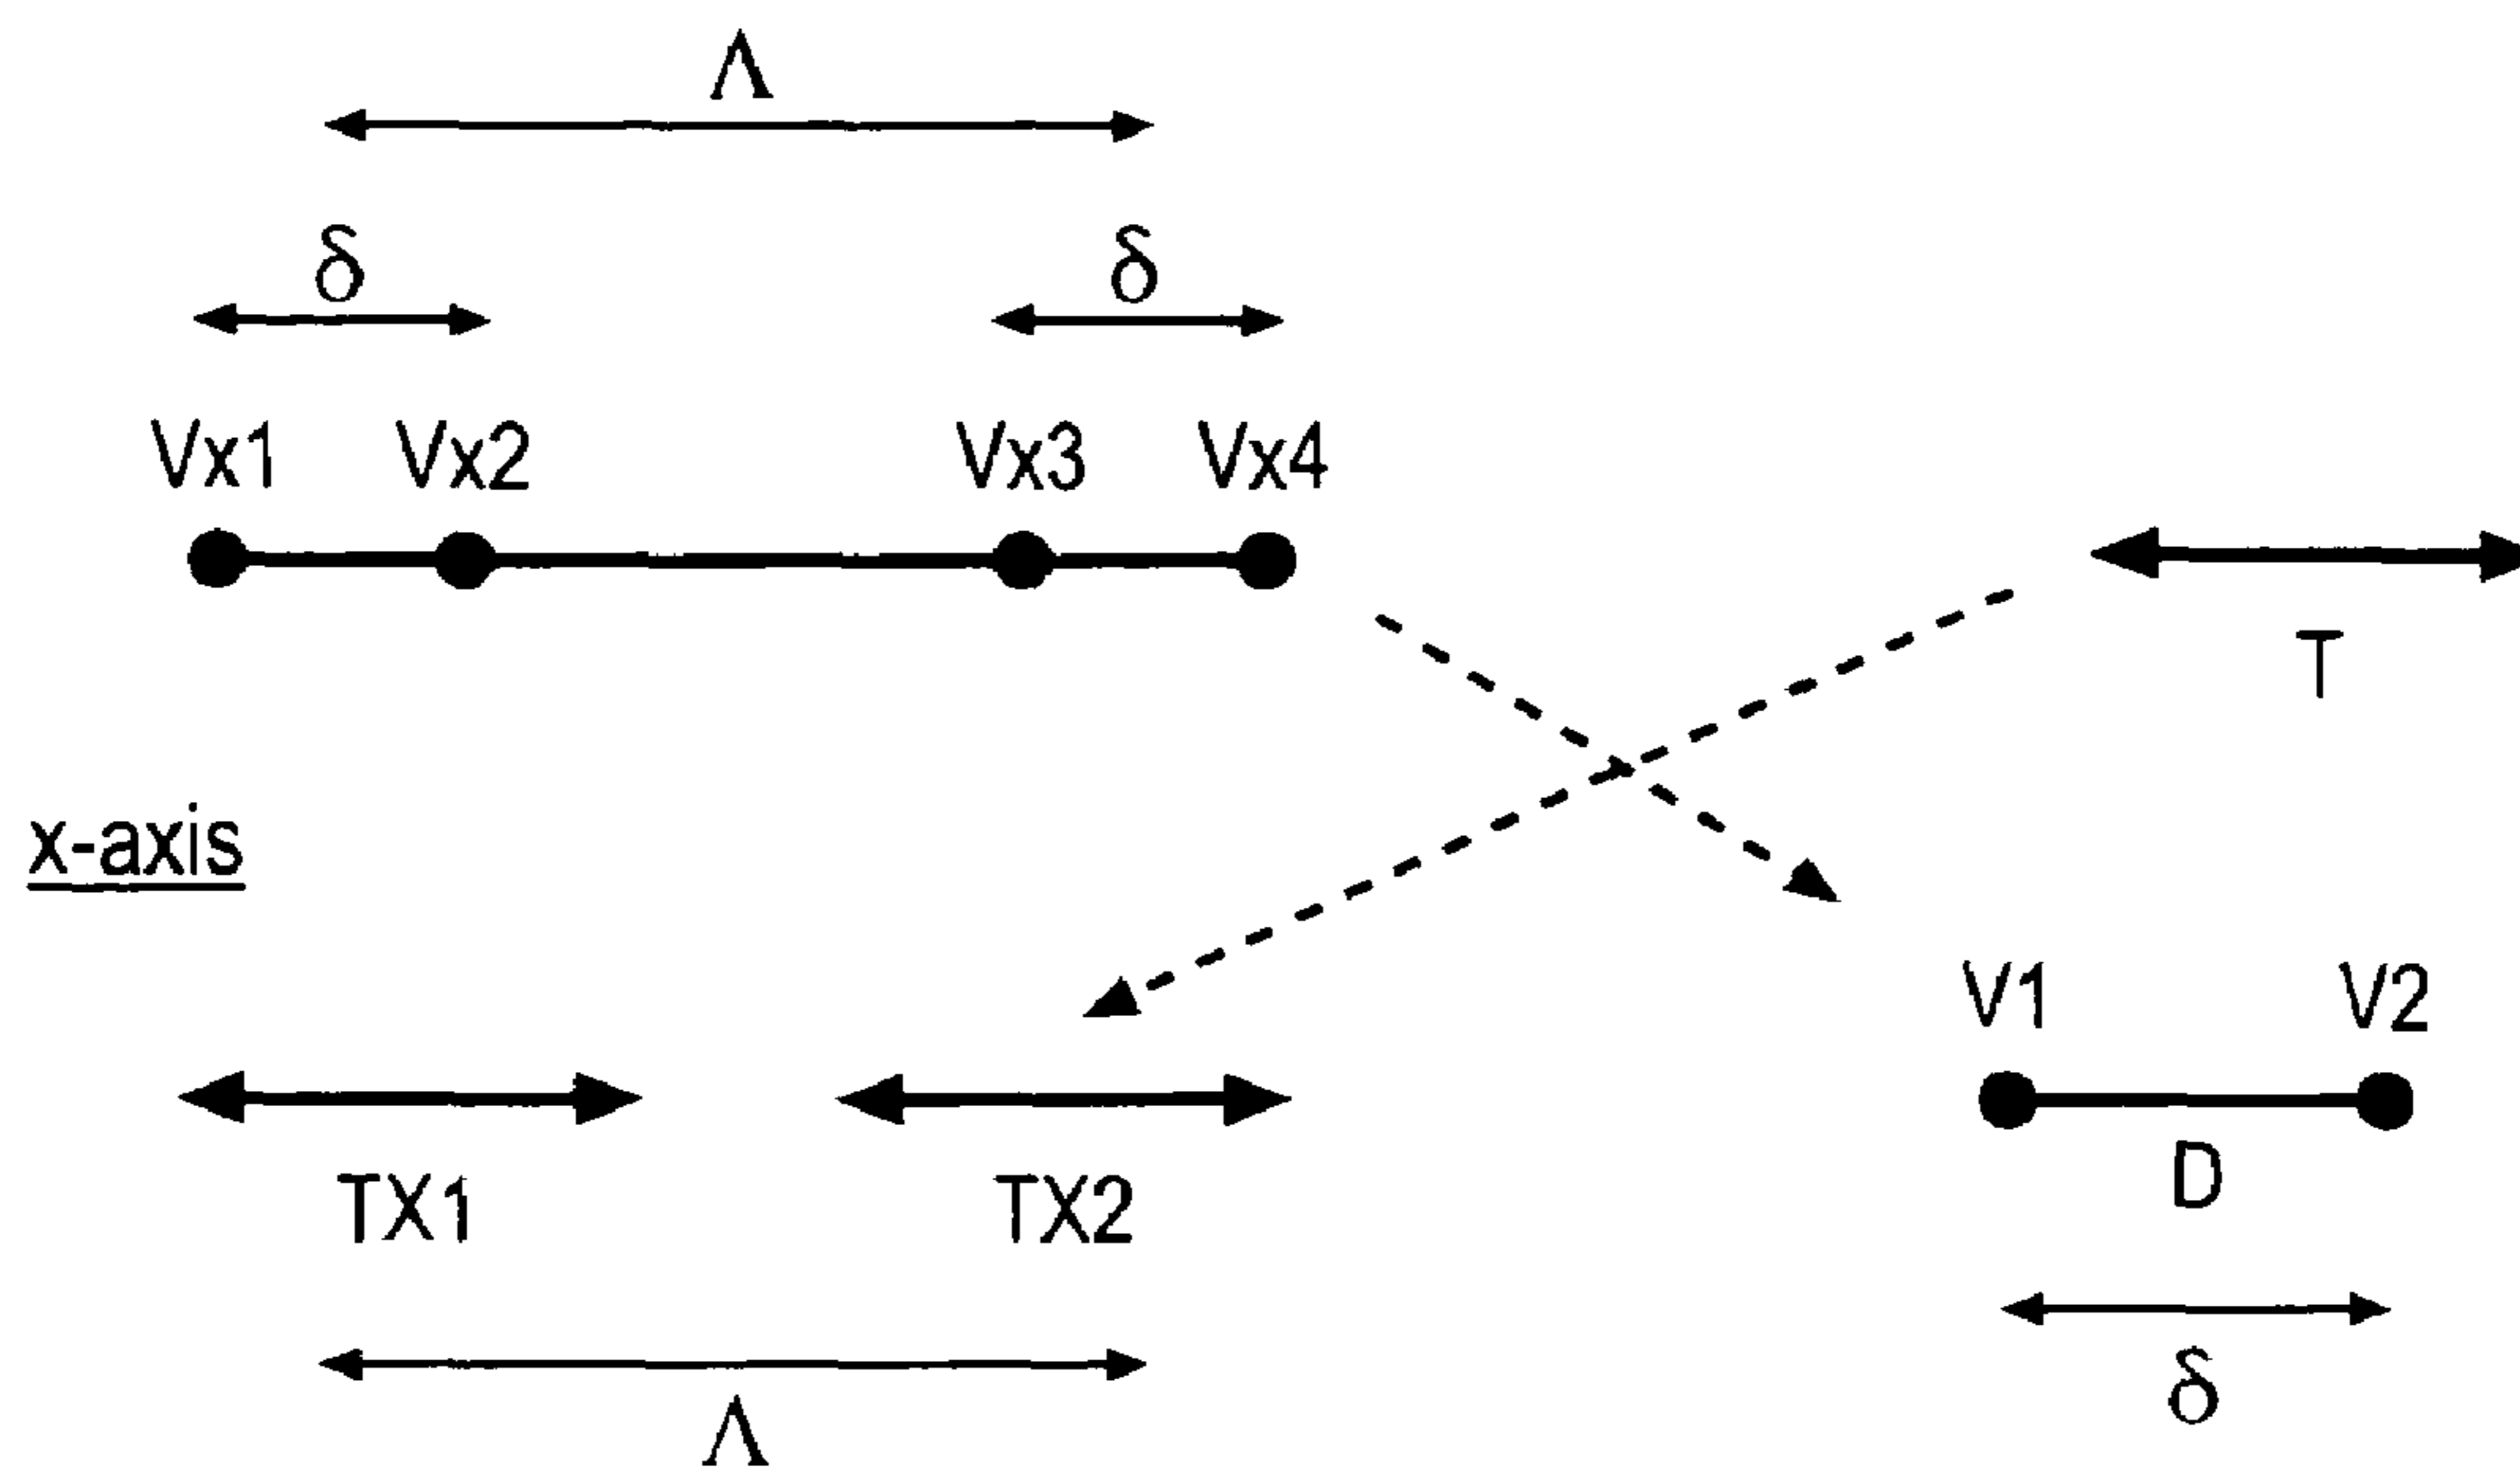 Λ
δ δ
Vx1 Vx2 Vx3 Vx4
T
x-axis
V1 V2
D
TX1 TX2
δ
Λ